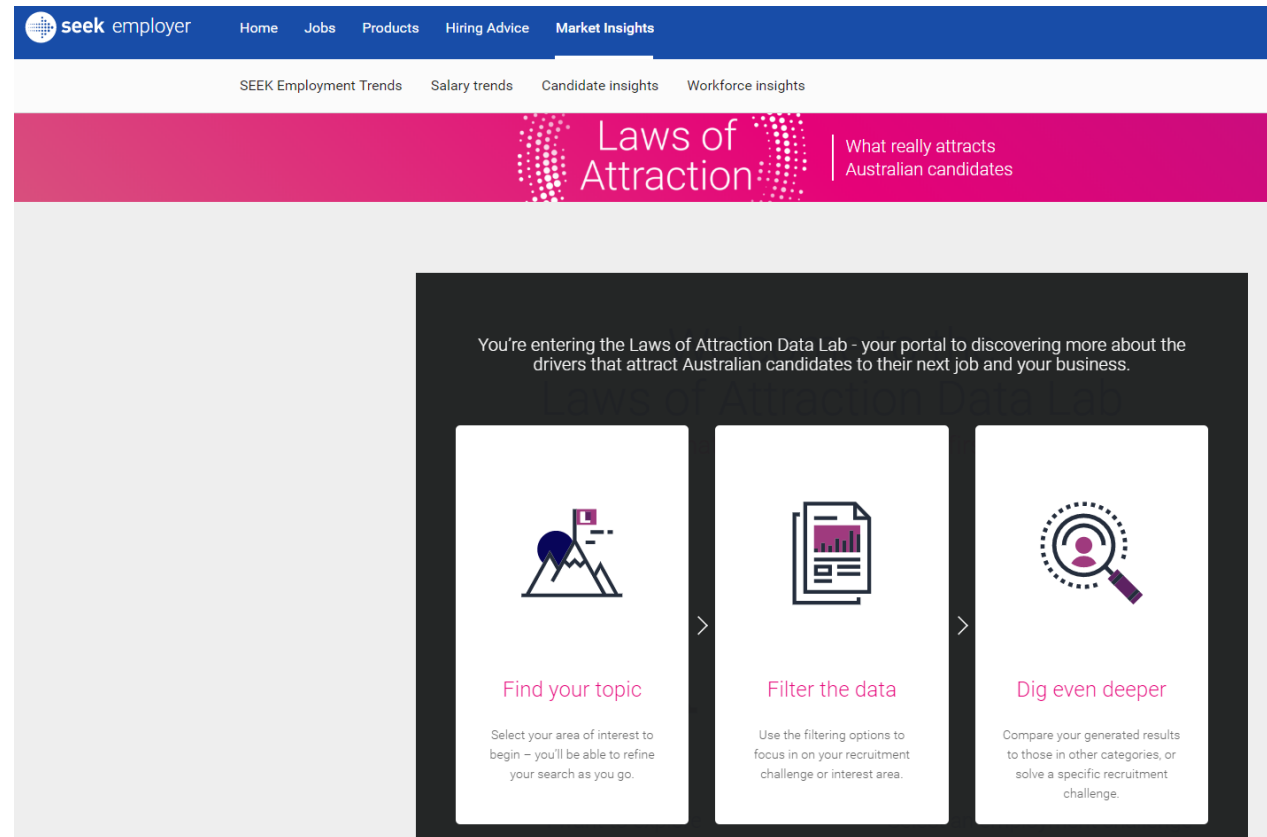 seek employer
Home Jobs Products Hiring Advice Market Insights
SEEK Employment Trends Salary trends Candidate insights Workforce insights
Laws of
Attraction
What really attracts
Australian candidates
You're entering the Laws of Attraction Data Lab - your portal to discovering more about the
drivers that attract Australian candidates to their next job and your business.
Laws of Attraction Data Lab
Find your topic
Select your area of interest to
begin – you'll be able to refine
your search as you go.
Filter the data
Use the filtering options to
focus in on your recruitment
challenge or interest area.
Dig even deeper
Compare your generated results
to those in other categories, or
solve a specific recruitment
challenge.